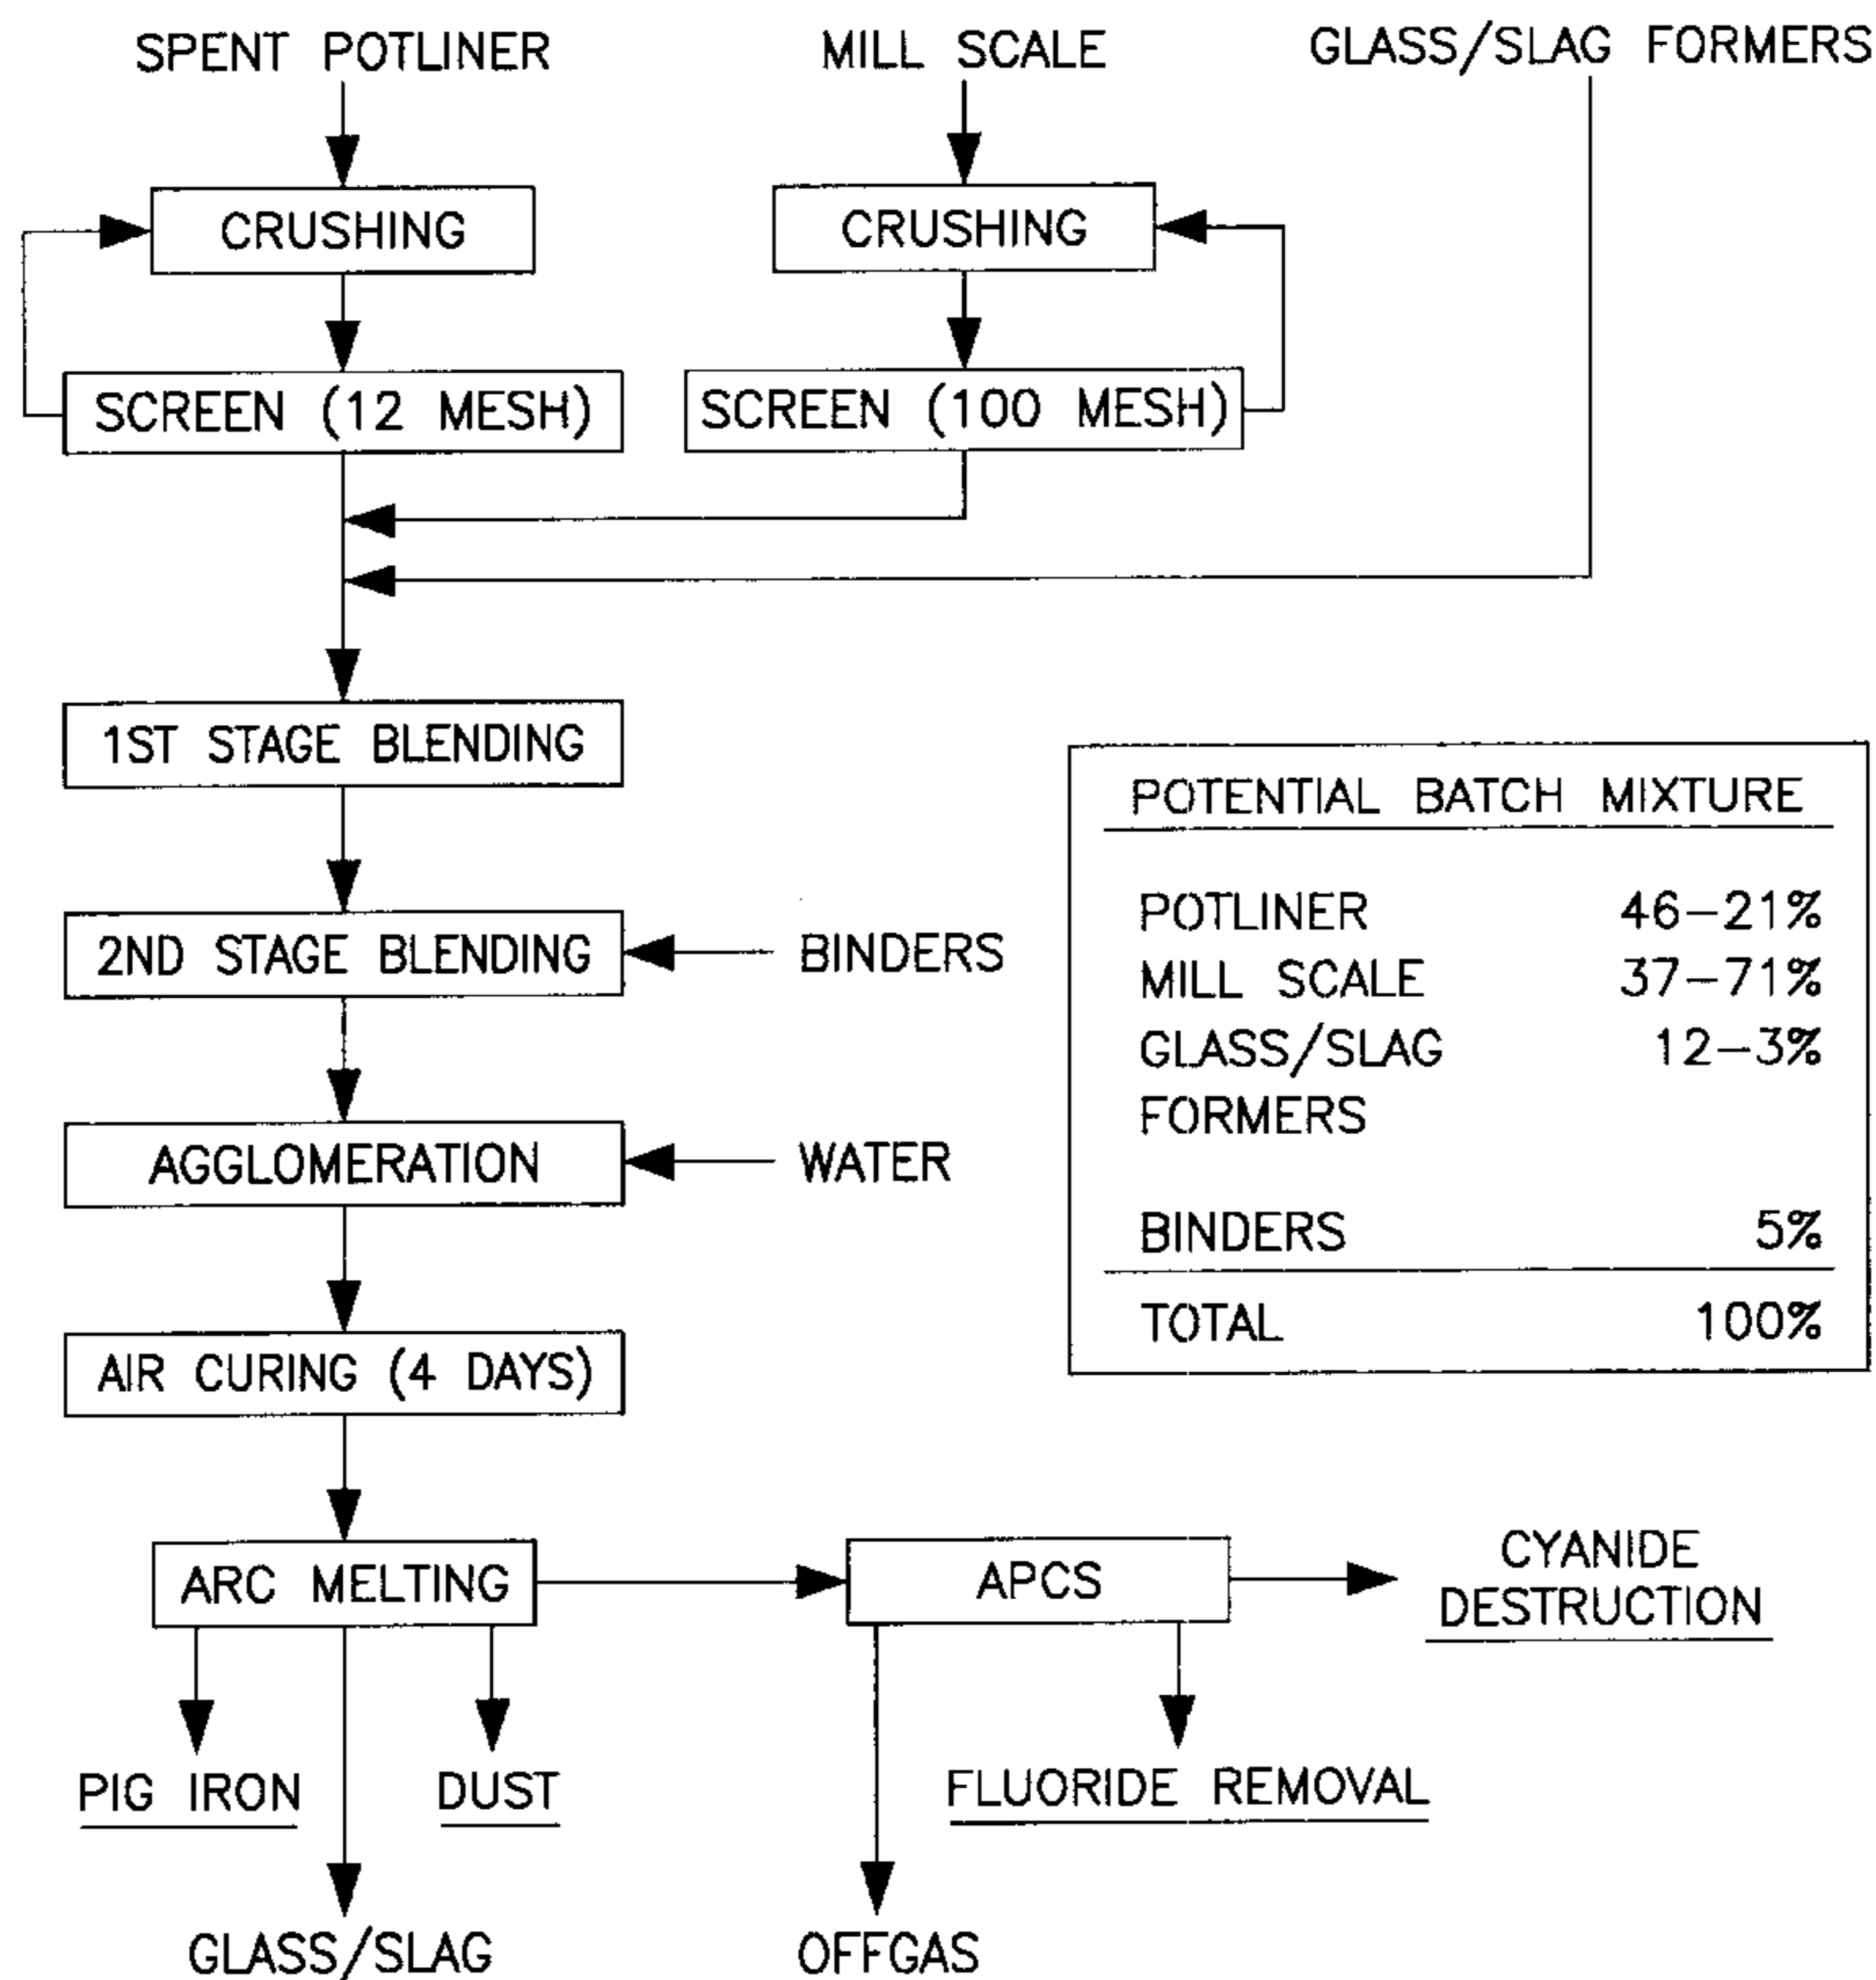 SPENT POTLINER
MILL SCALE
GLASS/SLAG FORMERS
CRUSHING
CRUSHING
SCREEN (12 MESH)
SCREEN (100 MESH)
1ST STAGE BLENDING
2ND STAGE BLENDING
BINDERS
AGGLOMERATION
WATER
AIR CURING (4 DAYS)
POTENTIAL BATCH MIXTURE
POTLINER 46-21%
MILL SCALE 37-71%
GLASS/SLAG 12-3%
FORMERS
BINDERS 5%
TOTAL 100%
ARC MELTING
APCS
CYANIDE
DESTRUCTION
PIG IRON
DUST
FLUORIDE REMOVAL
GLASS/SLAG
OFFGAS